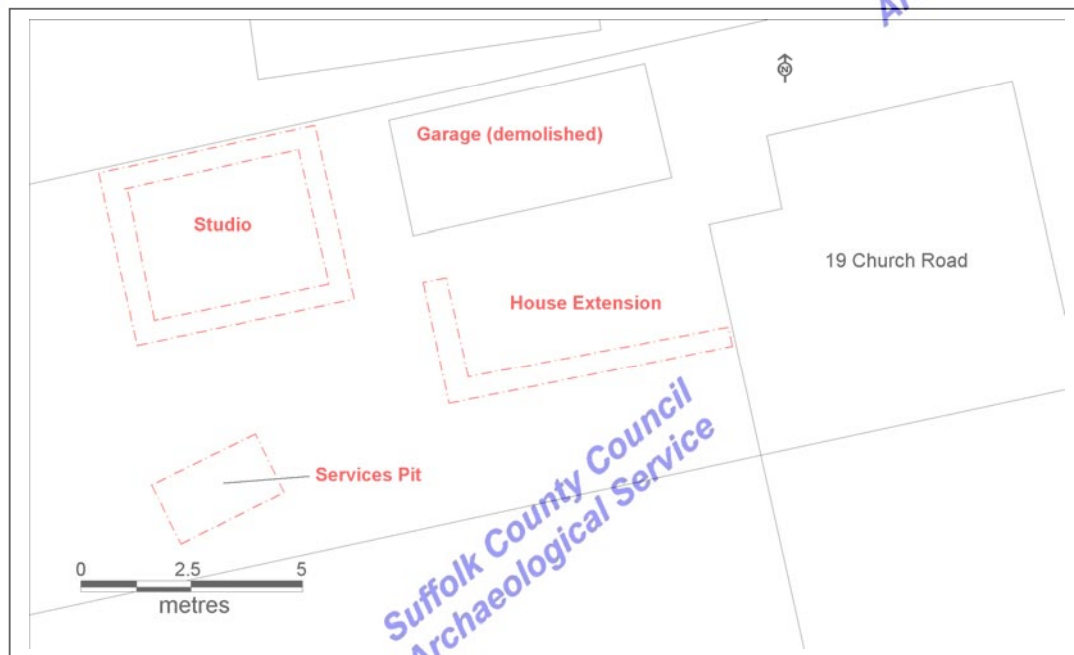 N
Garage (demolished)
Studio
19 Church Road
House Extension
Services Pit
0 2.5 5
metres
Suffolk County Council
Archaeological Service